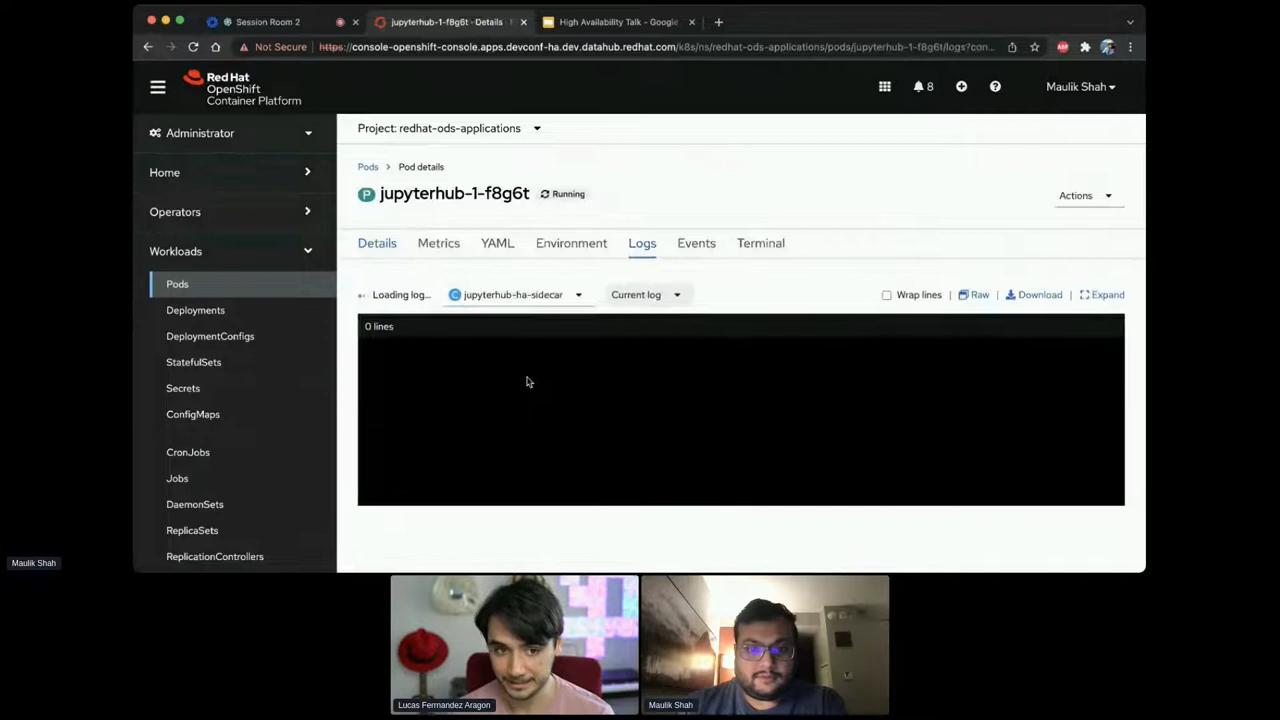 Session Room 2
jupyterhub-1-f8g6t - Details
High Availability Talk - Google
Not Secure
https://console-openshift-console.apps.devconf-ha.dev.datahub.redhat.com/k8s/ns/redhat-ods-applications/pods/jupyterhub-1-f8g6t/logs?con...
Red Hat
OpenShift
Container Platform
8
Maulik Shah
Administrator
Home
Operators
Workloads
Pods
Deployments
DeploymentConfigs
StatefulSets
Secrets
ConfigMaps
CronJobs
Jobs
DaemonSets
ReplicaSets
ReplicationControllers
Project: redhat-ods-applications
Pods > Pod details
P jupyterhub-1-f8g6t Running
Actions
Details Metrics YAML Environment Logs Events Terminal
Loading log... C jupyterhub-ha-sidecar Current log Wrap lines | Raw | Download | Expand
0 lines
Maulik Shah
Lucas Fernandez Aragon
Maulik Shah